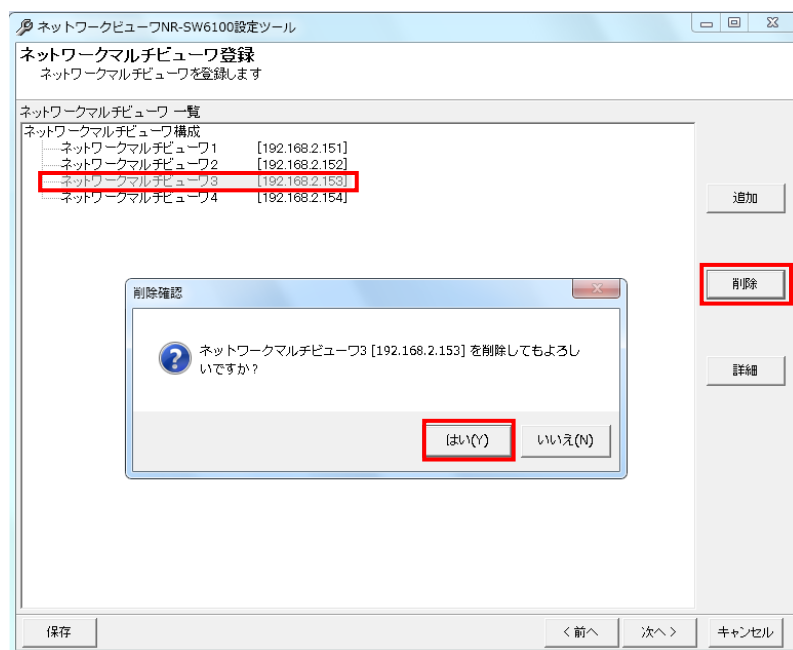 ネットワークビューワNR-SW6100設定ツール
ネットワークマルチビューワ登録
ネットワークマルチビューワを登録します
ネットワークマルチビューワ 一覧
ネットワークマルチビューワ構成
ネットワークマルチビューワ1 [192.168.2.151]
ネットワークマルチビューワ2 [192.168.2.152]
ネットワークマルチビューワ3 [192.168.2.153]
ネットワークマルチビューワ4 [192.168.2.154]
追加
削除
詳細
削除確認
ネットワークマルチビューワ3 [192.168.2.153] を削除してもよろし
いですか?
はい(Y) いいえ(N)
保存 <前へ 次へ> キャンセル